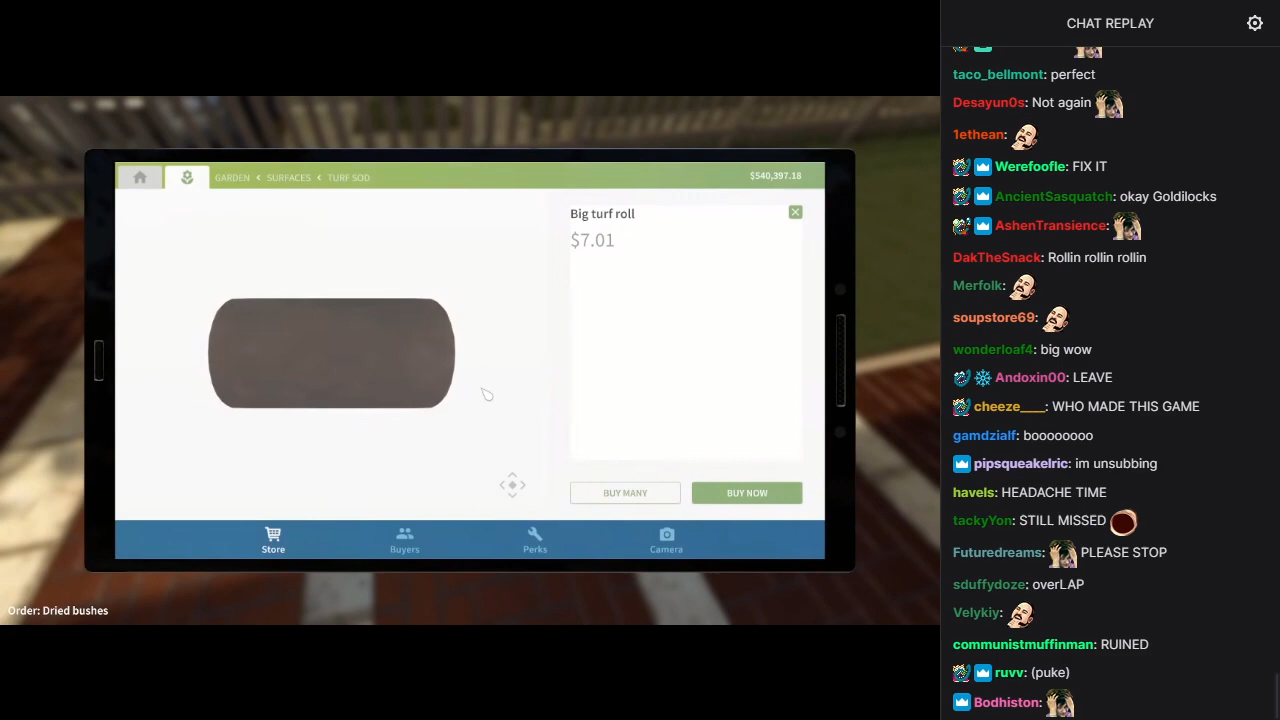 CHAT REPLAY
taco_bellmont: perfect
Desayun0s: Not again
1ethean:
Werefoofle: FIX IT
AncientSasquatch: okay Goldilocks
AshenTransience:
DakTheSnack: Rollin rollin rollin
Merfolk:
soupstore69:
wonderloaf4: big wow
Andoxin00: LEAVE
cheeze____: WHO MADE THIS GAME
gamdzialf: boooooooo
pipsqueakelric: im unsubbing
havels: HEADACHE TIME
tackyYon: STILL MISSED
Futuredreams: PLEASE STOP
sduffydoze: overLAP
Velykiy:
communistmuffinman: RUINED
ruvv: (puke)
Bodhiston:
GARDEN < SURFACES < TURF SOD
$540,397.18
Big turf roll
$7.01
BUY MANY
BUY NOW
Store
Buyers
Perks
Camera
Order: Dried bushes